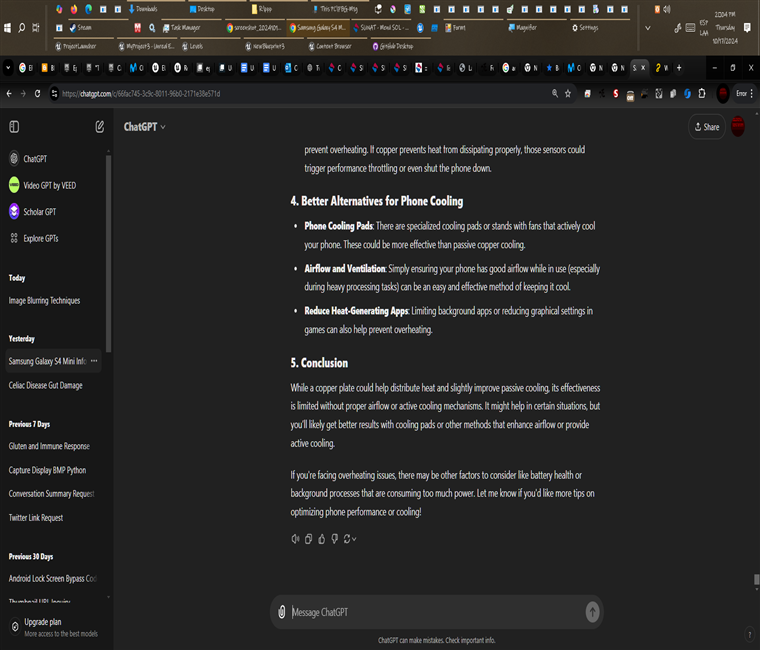 Downloads
Desktop
Klipps
This PC\FBG-Msg
Steam
Task Manager
Samsung Galaxy S4 M...
Forms
Magnifier
Settings
ESP
LAA
2:04 PM
Thursday
10/17/2024
ProjectLauncher
MyProject3 - Unreal E...
Levels
NewBlueprint3
Content Browser
GitHub Desktop
https://chatgpt.com/c/66fac745-3c9c-8011-96b0-2171e38e571d
Error
ChatGPT
Share
ChatGPT
Video GPT by VEED
Scholar GPT
Explore GPTs
Today
Image Blurring Techniques
Yesterday
Samsung Galaxy S4 Mini Info
Celiac Disease Gut Damage
Previous 7 Days
Gluten and Immune Response
Capture Display BMP Python
Conversation Summary Request
Twitter Link Request
Previous 30 Days
Android Lock Screen Bypass Cod
Thumbnail URL Inquiry
Upgrade plan
More access to the best models
prevent overheating. If copper prevents heat from dissipating properly, those sensors could
trigger performance throttling or even shut the phone down.
4. Better Alternatives for Phone Cooling
• Phone Cooling Pads: There are specialized cooling pads or stands with fans that actively cool
your phone. These could be more effective than passive copper cooling.
• Airflow and Ventilation: Simply ensuring your phone has good airflow while in use (especially
during heavy processing tasks) can be an easy and effective method of keeping it cool.
• Reduce Heat-Generating Apps: Limiting background apps or reducing graphical settings in
games can also help prevent overheating.
5. Conclusion
While a copper plate could help distribute heat and slightly improve passive cooling, its effectiveness
is limited without proper airflow or active cooling mechanisms. It might help in certain situations, but
you'll likely get better results with cooling pads or other methods that enhance airflow or provide
active cooling.
If you're facing overheating issues, there may be other factors to consider like battery health or
background processes that are consuming too much power. Let me know if you'd like more tips on
optimizing phone performance or cooling!
Message ChatGPT
ChatGPT can make mistakes. Check important info.